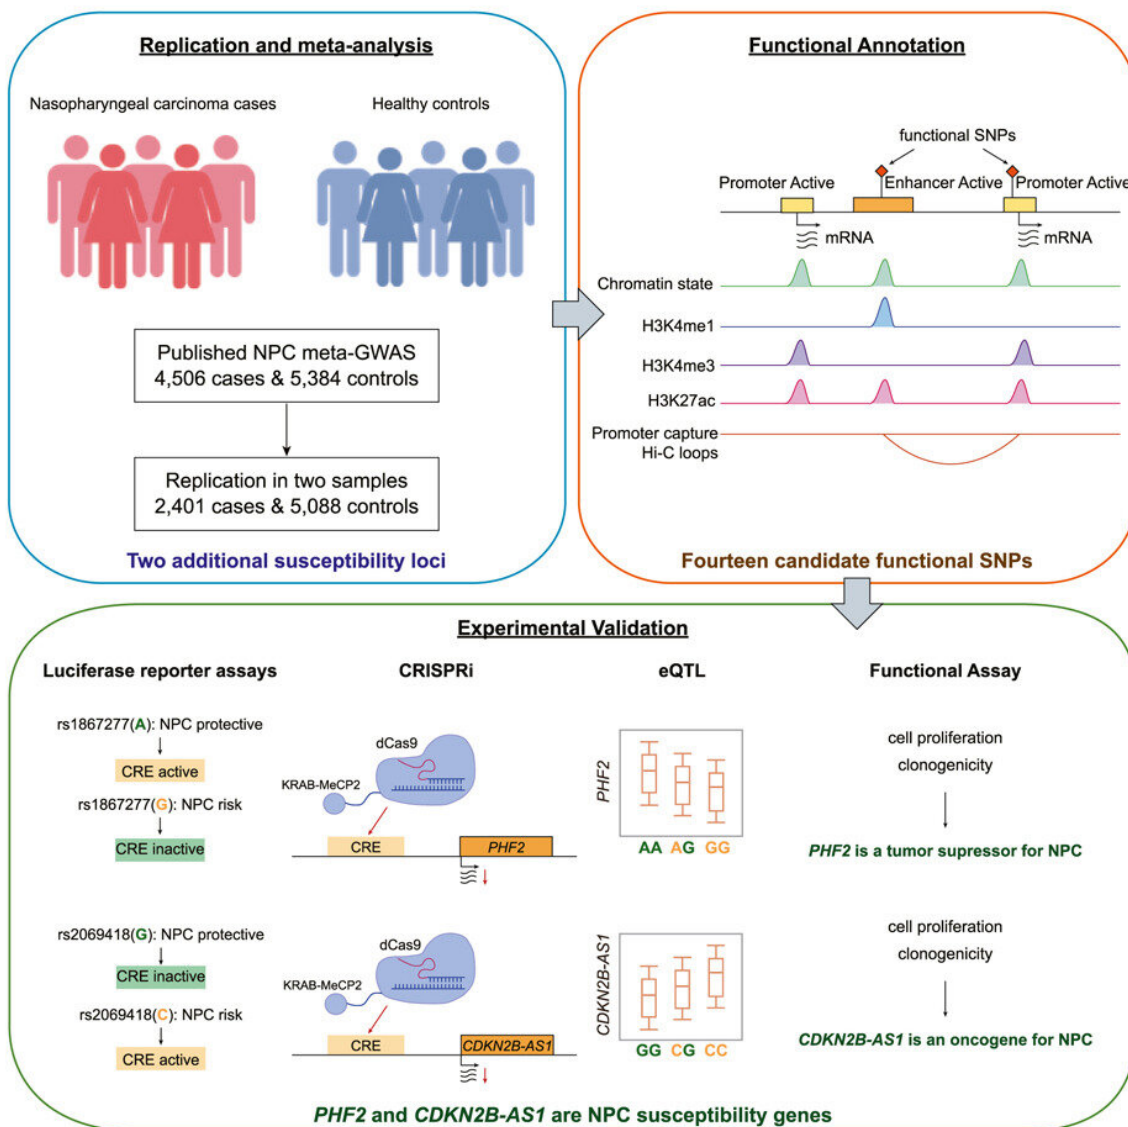 Replication and meta-analysis
Nasopharyngeal carcinoma cases
Healthy controls
Published NPC meta-GWAS
4,506 cases & 5,384 controls
Replication in two samples
2,401 cases & 5,088 controls
Two additional susceptibility loci
Functional Annotation
functional SNPs
Promoter Active
Enhancer Active
Promoter Active
mRNA
mRNA
Chromatin state
H3K4me1
H3K4me3
H3K27ac
Promoter capture
Hi-C loops
Fourteen candidate functional SNPs
Experimental Validation
Luciferase reporter assays
rs1867277(A): NPC protective
CRE active
rs1867277(G): NPC risk
CRE inactive
rs2069418(G): NPC protective
CRE inactive
rs2069418(C): NPC risk
CRE active
CRISPRi
dCas9
KRAB-MeCP2
CRE
PHF2
dCas9
KRAB-MeCP2
CRE
CDKN2B-AS1
eQTL
PHF2
AA AG GG
CDKN2B-AS1
GG CG CC
Functional Assay
cell proliferation
clonogenicity
PHF2 is a tumor supressor for NPC
cell proliferation
clonogenicity
CDKN2B-AS1 is an oncogene for NPC
PHF2 and CDKN2B-AS1 are NPC susceptibility genes